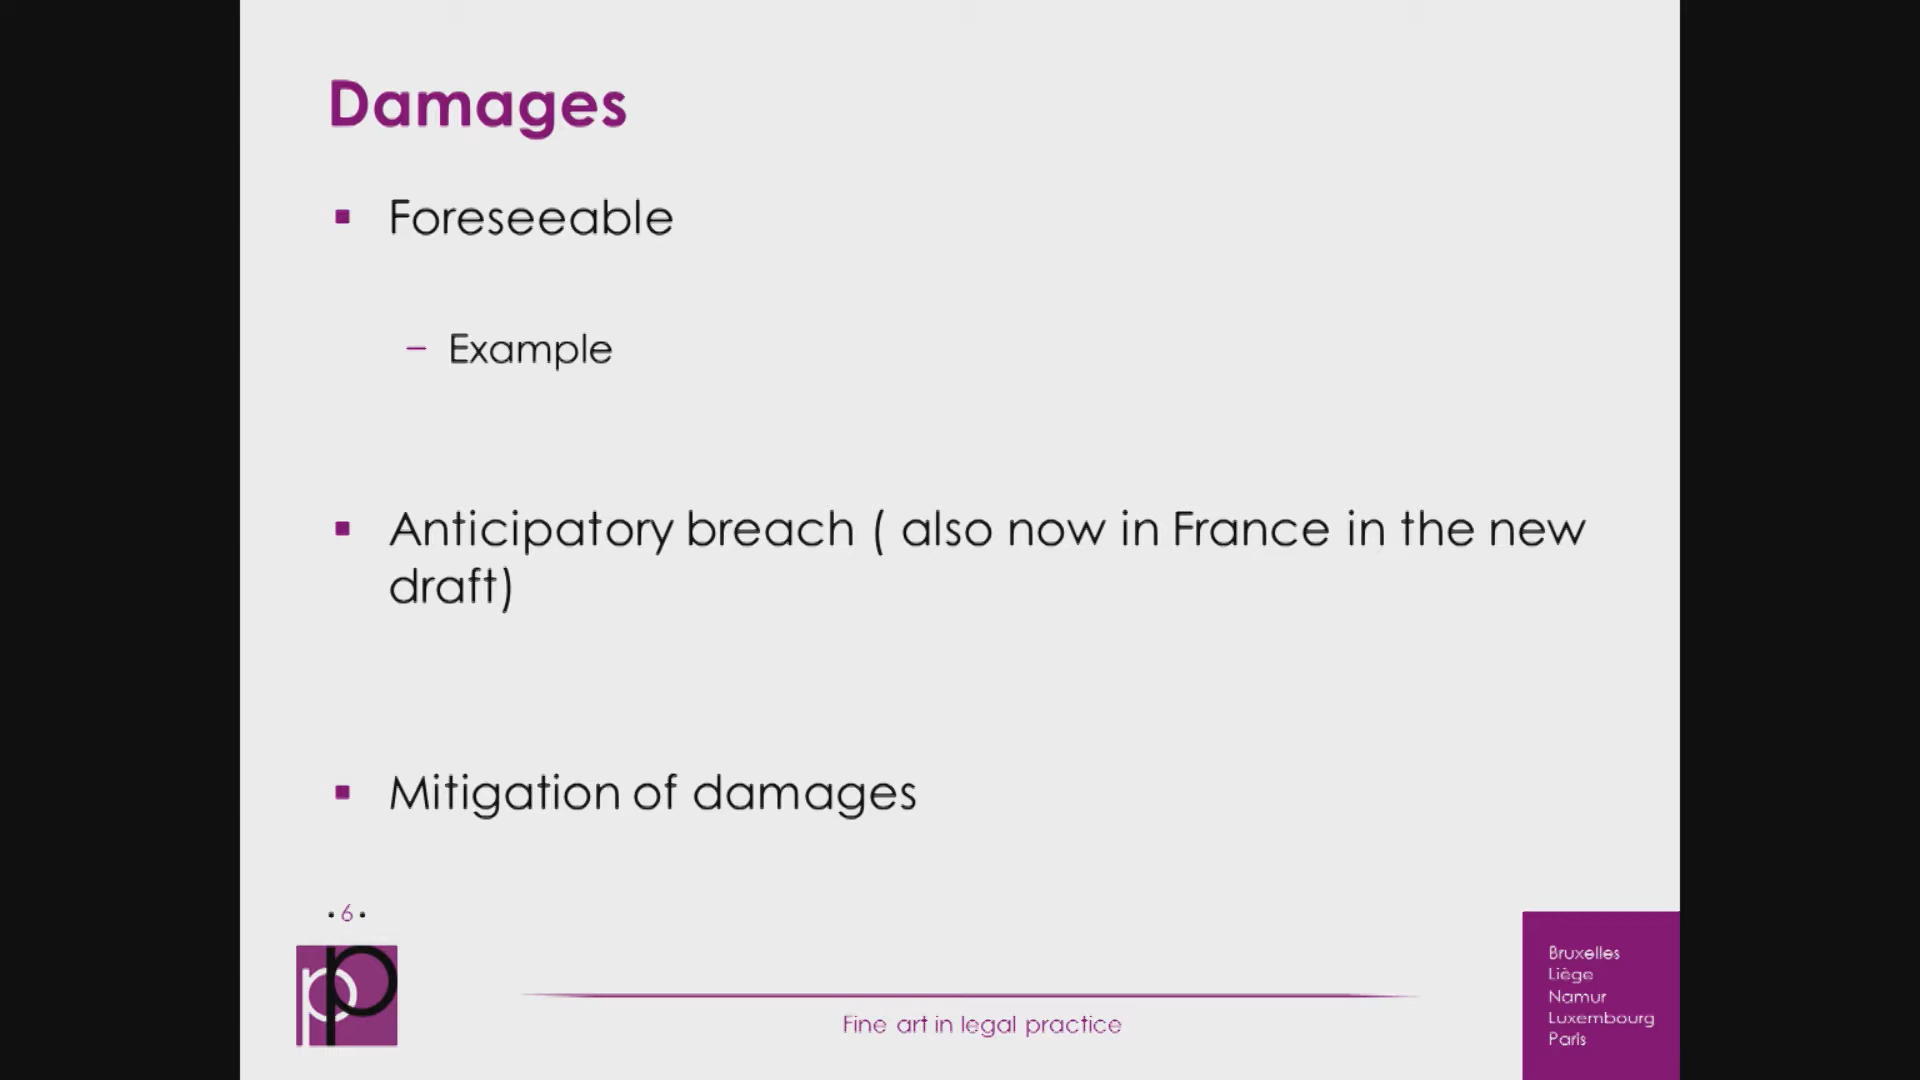 Damages
▪ Foreseeable
– Example
▪ Anticipatory breach ( also now in France in the new
draft)
▪ Mitigation of damages
• 6 •
pp
Fine art in legal practice
Bruxelles
Liège
Namur
Luxembourg
Paris